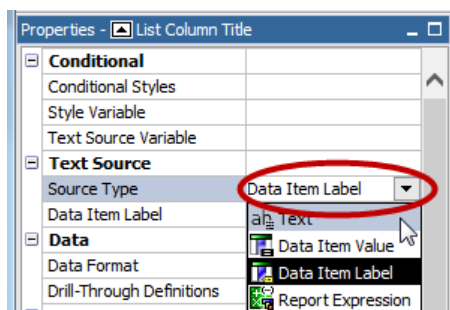 Properties - List Column Title
Conditional
Conditional Styles
Style Variable
Text Source Variable
Text Source
Source Type Data Item Label
Data Item Label ab Text
Data Data Item Value
Data Format Data Item Label
Drill-Through Definitions Report Expression